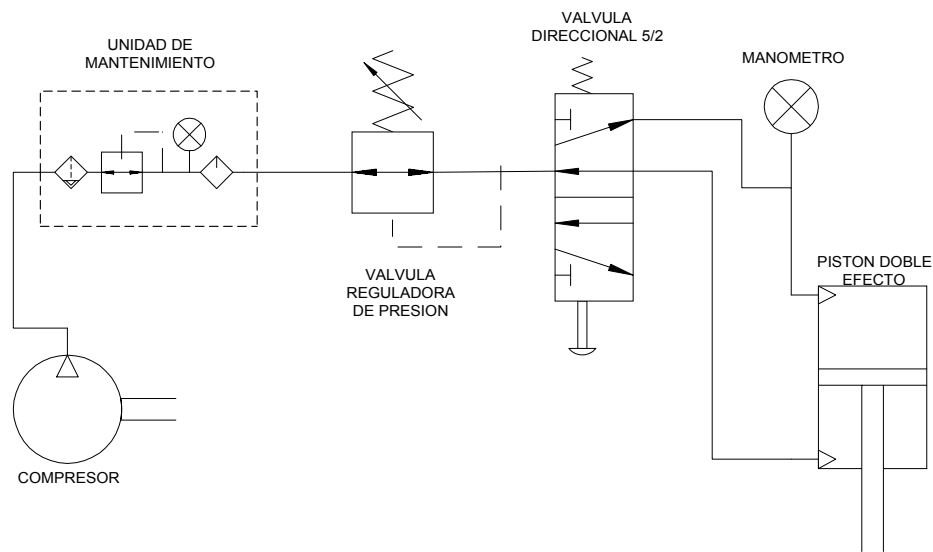 UNIDAD DE
MANTENIMIENTO
VALVULA
DIRECCIONAL 5/2
MANOMETRO
VALVULA
REGULADORA
DE PRESION
PISTON DOBLE
EFECTO
COMPRESOR